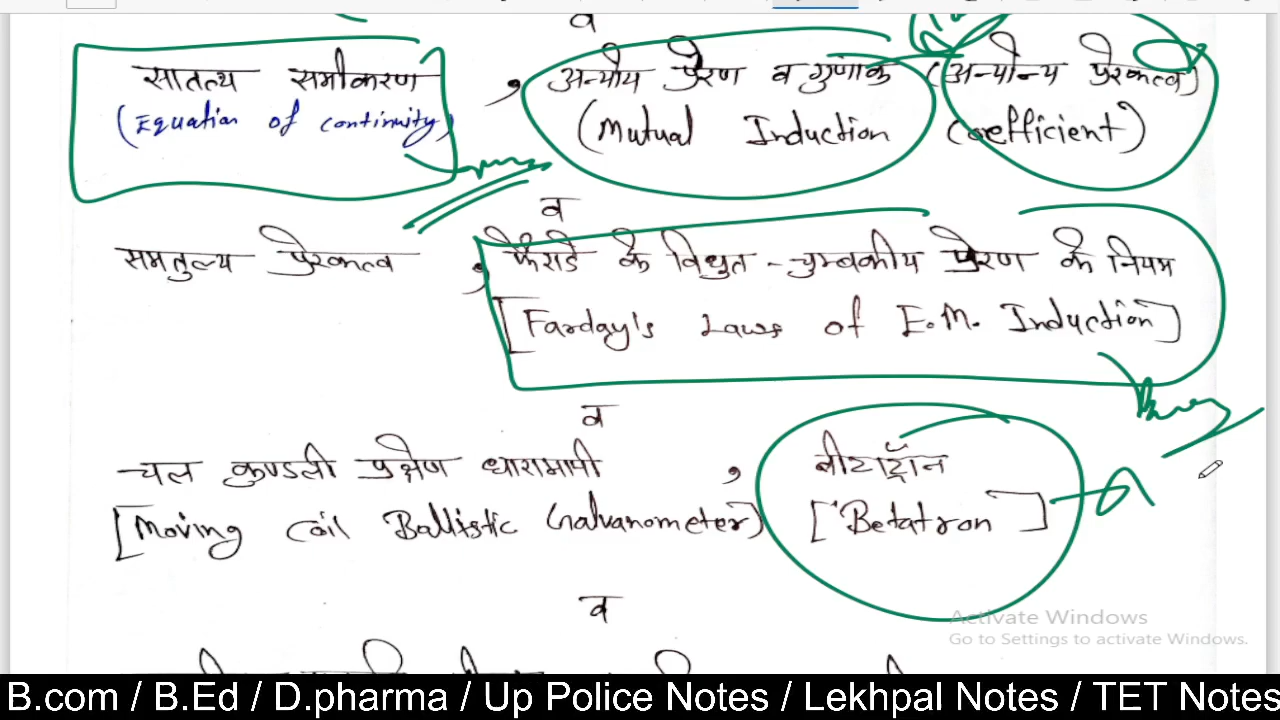 व
सातत्य समीकरण , अन्योय प्रेरण व गुणांक (अन्योन्य प्रेरकत्व)
(Equation of continuity) (Mutual Induction (coefficient)
व
समतुल्य प्रेरकत्व , फैराडे के विधुत - चुम्बकीय प्रेरण के नियम
[Farday's Laws of E.M. Induction]
व
चल कुण्डली प्रक्षेण धारामापी , बीटाट्रॉन
[Moving coil Ballistic Galvanometer] [Betatron]
व
Activate Windows
Go to Settings to activate Windows.
B.com / B.Ed / D.pharma / Up Police Notes / Lekhpal Notes / TET Notes